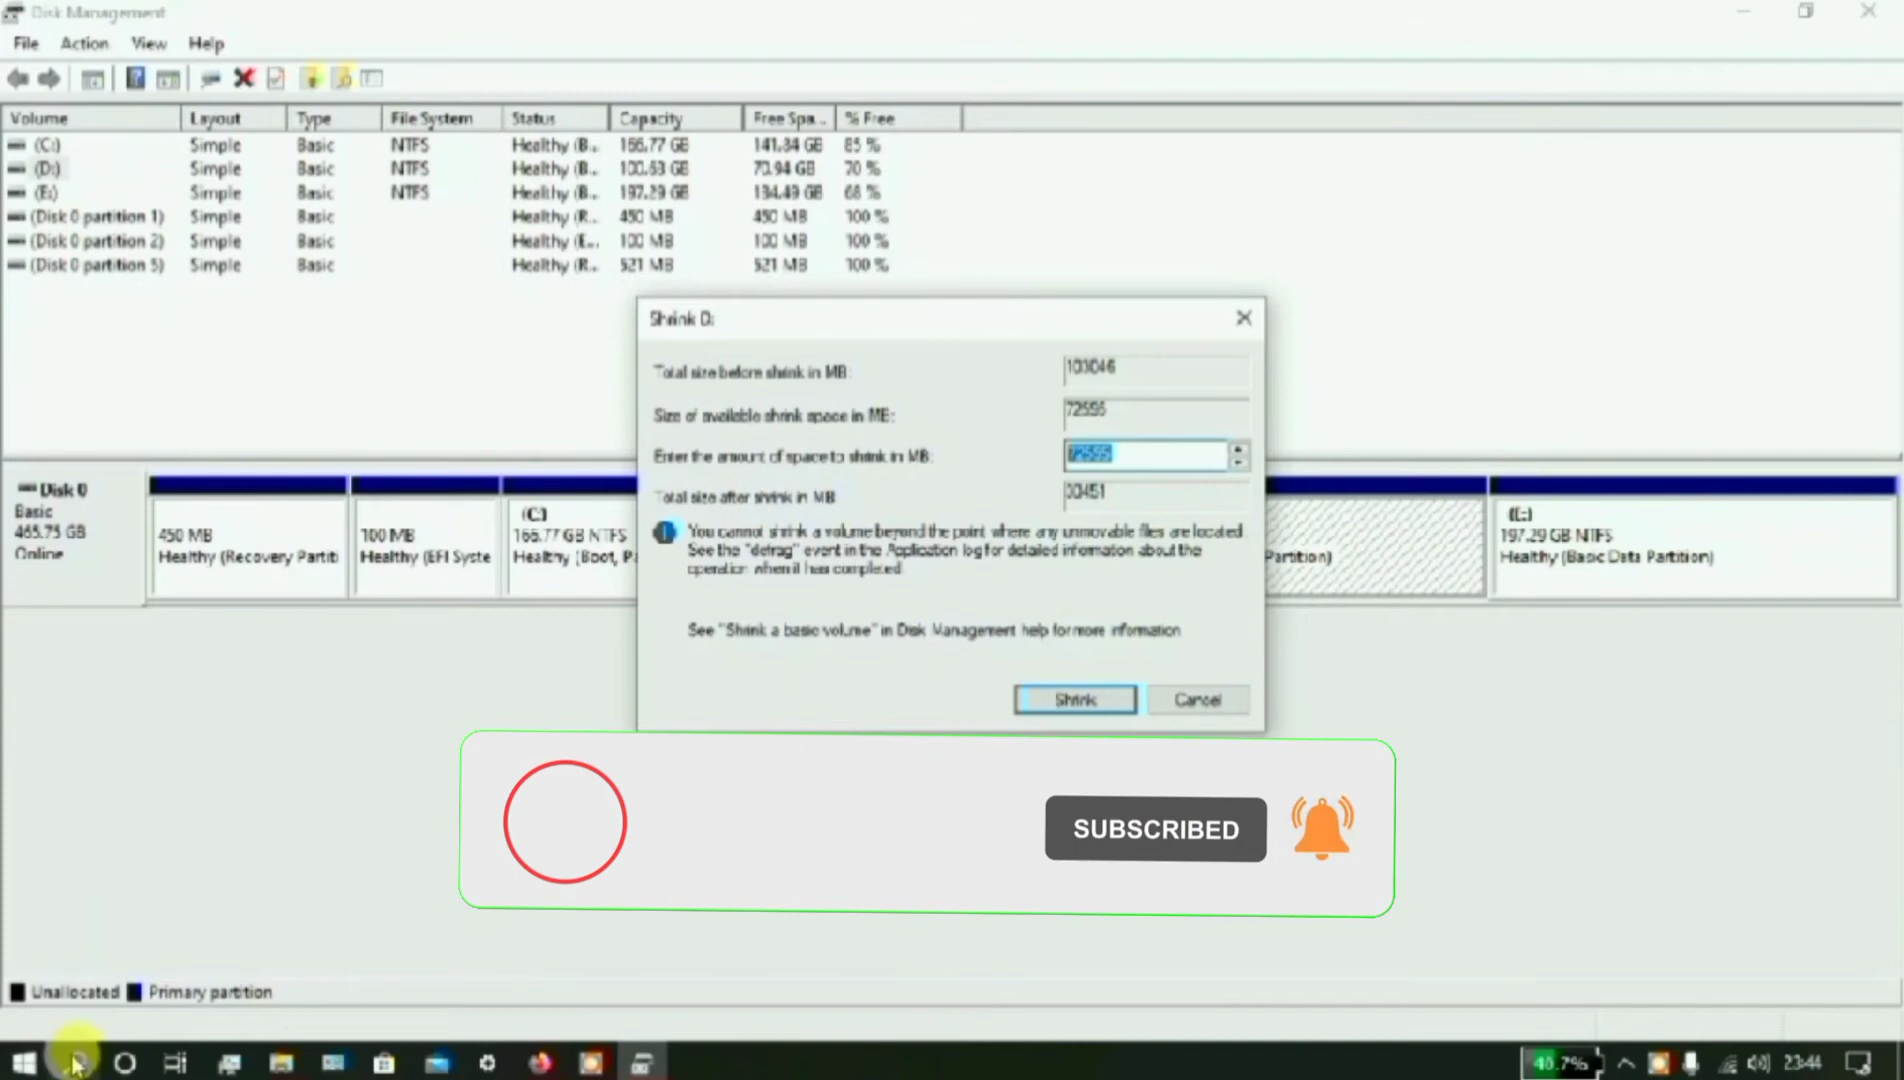 Disk Management
File Action View Help
Volume Layout Type File System Status Capacity Free Spa... % Free
(C:) Simple Basic NTFS Healthy (B... 166.77 GB 141.84 GB 85 %
(D:) Simple Basic NTFS Healthy (B... 100.63 GB 70.94 GB 70 %
(E:) Simple Basic NTFS Healthy (B... 197.29 GB 134.49 GB 68 %
(Disk 0 partition 1) Simple Basic Healthy (R... 450 MB 450 MB 100 %
(Disk 0 partition 2) Simple Basic Healthy (E... 100 MB 100 MB 100 %
(Disk 0 partition 5) Simple Basic Healthy (R... 521 MB 521 MB 100 %
Shrink D:
Total size before shrink in MB: 103046
Size of available shrink space in MB: 72595
Enter the amount of space to shrink in MB: 72595
Total size after shrink in MB 30451
You cannot shrink a volume beyond the point where any unmovable files are located.
See the "defrag" event in the Application log for detailed information about the
operation when it has completed.
See "Shrink a basic volume" in Disk Management help for more information
Shrink Cancel
Disk 0
Basic
465.75 GB
Online
450 MB
Healthy (Recovery Partiti
100 MB
Healthy (EFI Syste
(C:)
166.77 GB NTFS
Healthy (Boot, Pa
Partition)
(E:)
197.29 GB NTFS
Healthy (Basic Data Partition)
SUBSCRIBED
Unallocated Primary partition
23:44